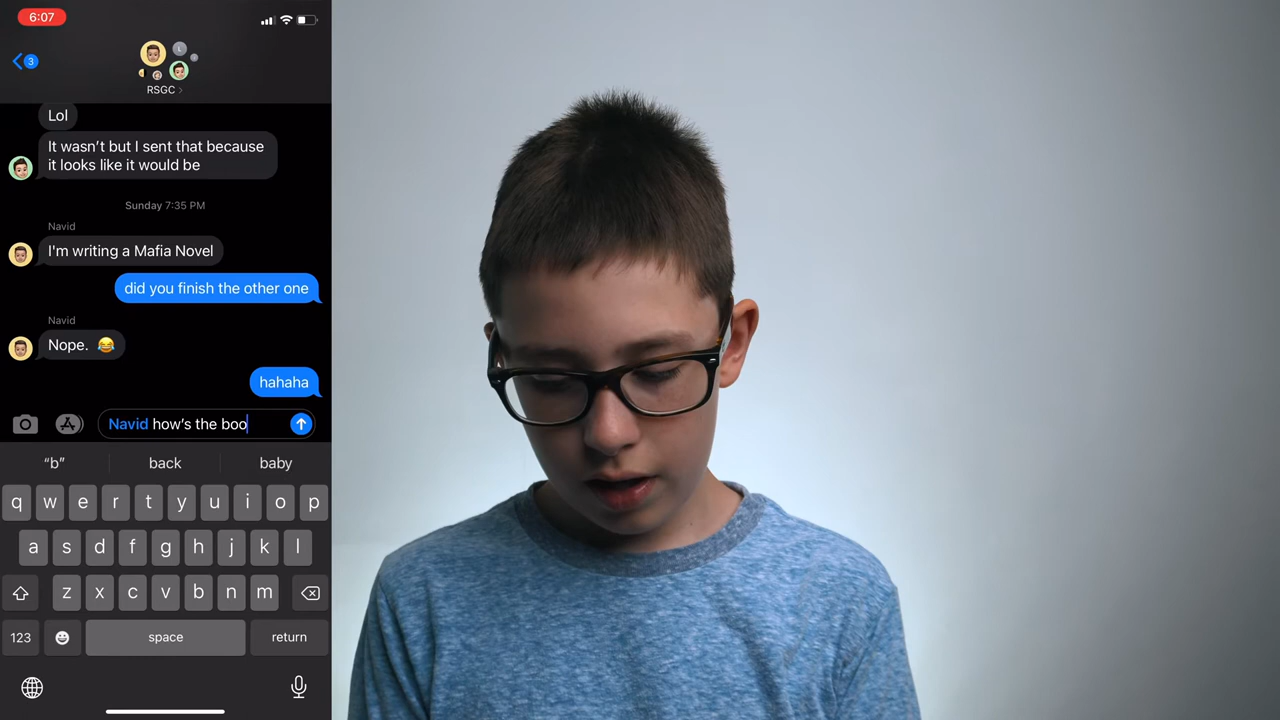 6:07
3
RSGC
Lol
It wasn't but I sent that because
it looks like it would be
Sunday 7:35 PM
Navid
I'm writing a Mafia Novel
did you finish the other one
Navid
Nope. 😂
hahaha
Navid how's the boo
“b” back baby
q w e r t y u i o p
a s d f g h j k l
z x c v b n m
123 space return